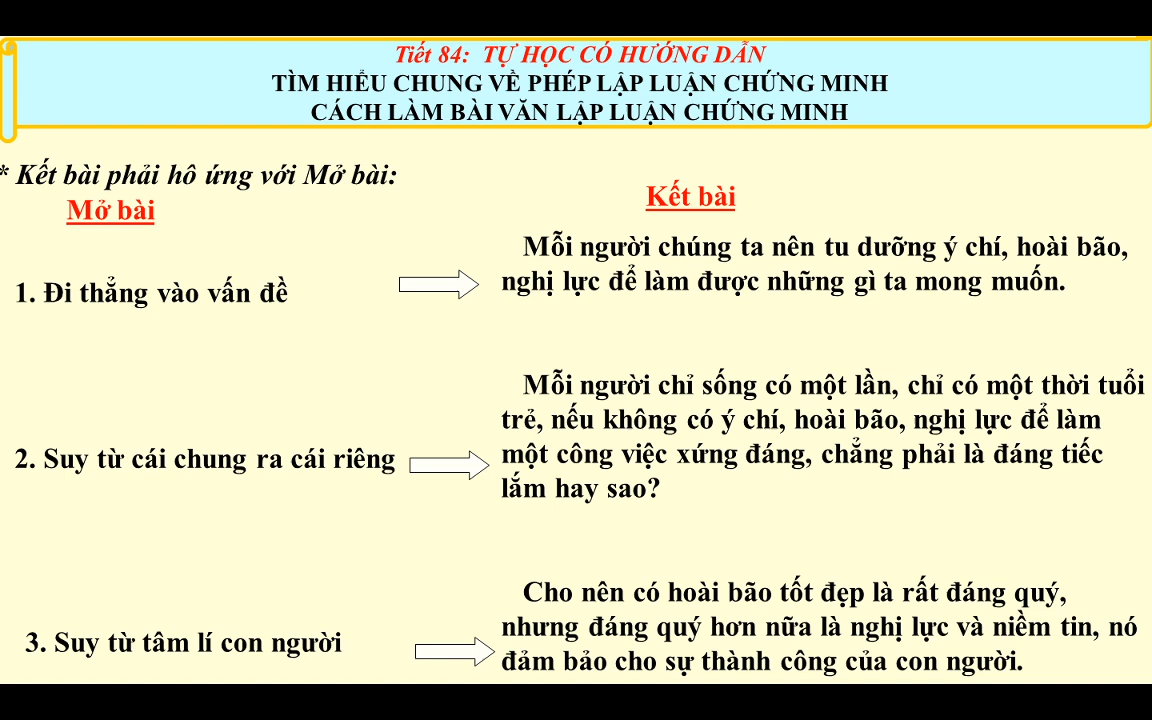 Tiết 84: TỰ HỌC CÓ HƯỚNG DẪN
TÌM HIỂU CHUNG VỀ PHÉP LẬP LUẬN CHỨNG MINH
CÁCH LÀM BÀI VĂN LẬP LUẬN CHỨNG MINH
* Kết bài phải hô ứng với Mở bài:
Mở bài
Kết bài
1. Đi thẳng vào vấn đề
Mỗi người chúng ta nên tu dưỡng ý chí, hoài bão,
nghị lực để làm được những gì ta mong muốn.
2. Suy từ cái chung ra cái riêng
Mỗi người chỉ sống có một lần, chỉ có một thời tuổi
trẻ, nếu không có ý chí, hoài bão, nghị lực để làm
một công việc xứng đáng, chẳng phải là đáng tiếc
lắm hay sao?
3. Suy từ tâm lí con người
Cho nên có hoài bão tốt đẹp là rất đáng quý,
nhưng đáng quý hơn nữa là nghị lực và niềm tin, nó
đảm bảo cho sự thành công của con người.